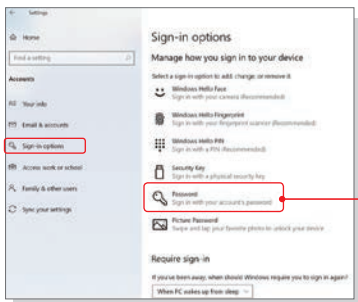 Settings
Home
Find a setting
Accounts
Your info
Email & accounts
Sign-in options
Access work or school
Family & other users
Sync your settings
Sign-in options
Manage how you sign in to your device
Select a sign-in option to add, change, or remove it.
Windows Hello Face
Sign in with your camera (Recommended)
Windows Hello Fingerprint
Sign in with your fingerprint scanner (Recommended)
Windows Hello PIN
Sign in with a PIN (Recommended)
Security Key
Sign in with a physical security key
Password
Sign in with your account's password
Picture Password
Swipe and tap your favorite photo to unlock your device
Require sign-in
If you've been away, when should Windows require you to sign in again?
When PC wakes up from sleep